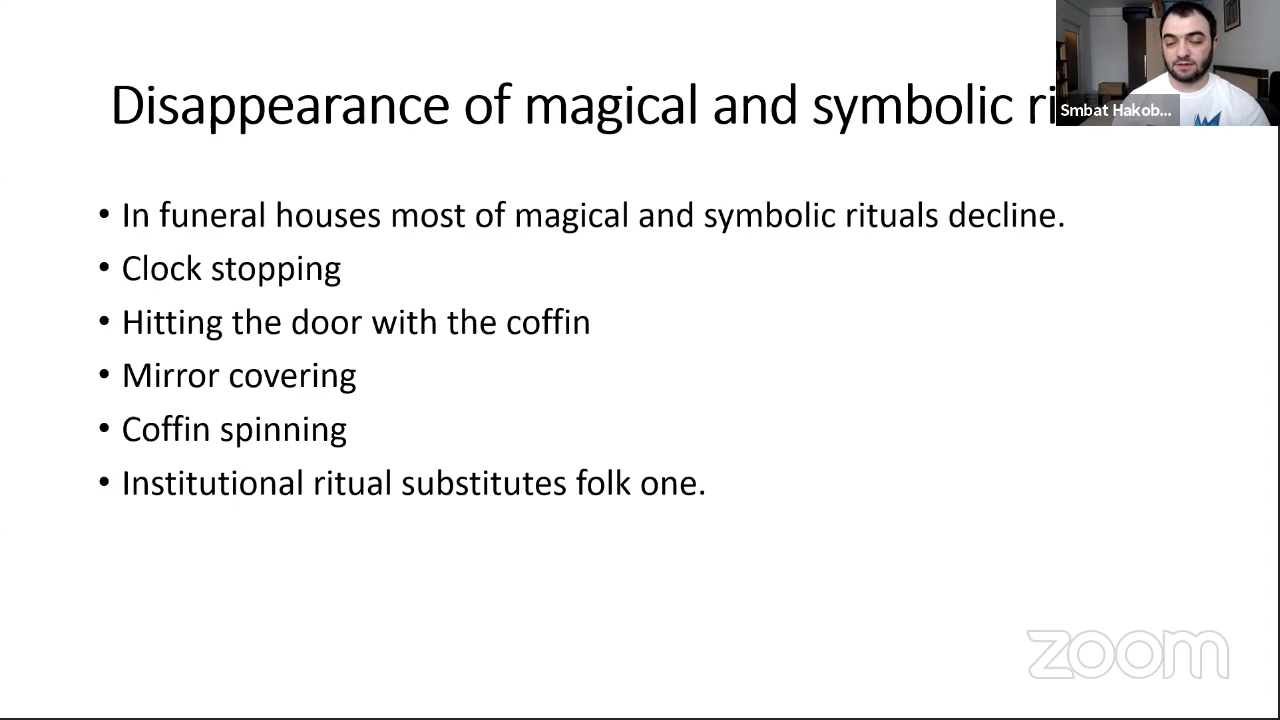 Disappearance of magical and symbolic
Smbat Hakob...
• In funeral houses most of magical and symbolic rituals decline.
• Clock stopping
• Hitting the door with the coffin
• Mirror covering
• Coffin spinning
• Institutional ritual substitutes folk one.
zoom